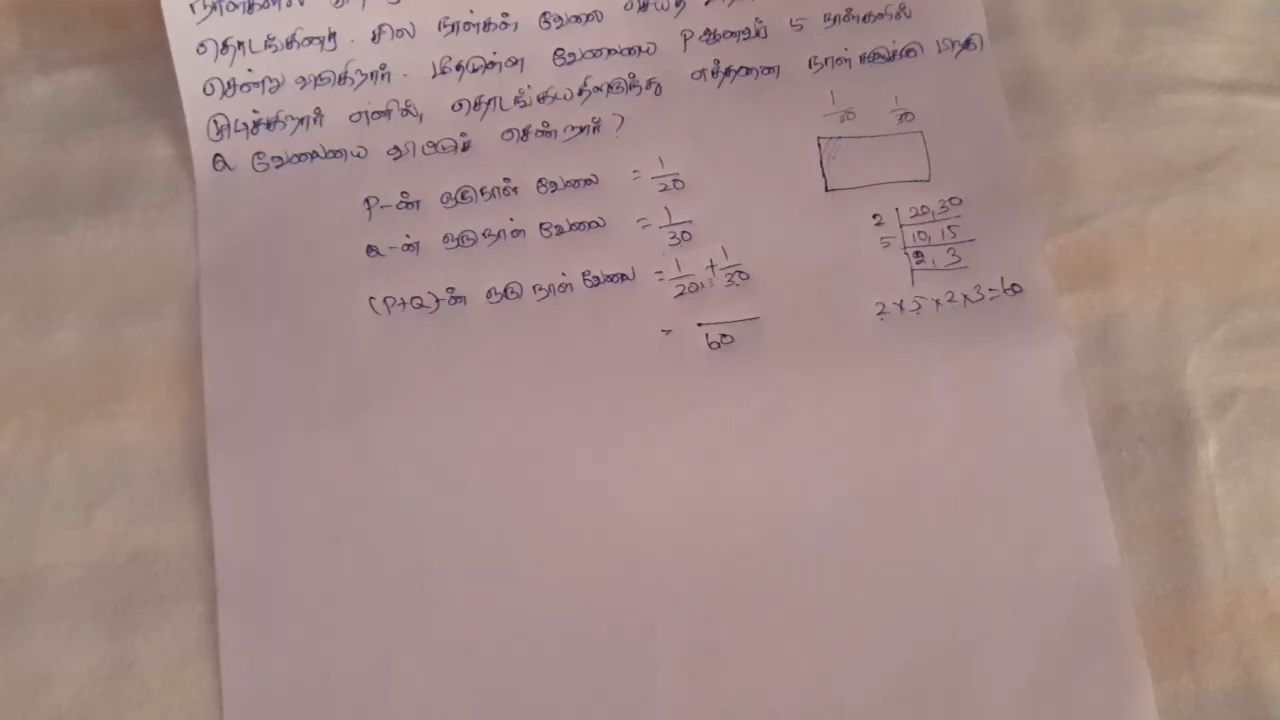 நாள்களில்
தொடங்கினர். சில நாள்கள் வேலை செய்த
சென்று விடுகிறார். மீதமுள்ள வேலையை P ஆனவர் 5 நாள்களில்
முடிக்கிறார் எனில், தொடங்கியதிலிருந்து எத்தனை நாள்களுக்கு பிறகு
Q வேலையை விட்டுச் சென்றார்?
1/20 1/30
P-ன் ஒருநாள் வேலை = 1/20
Q-ன் ஒருநாள் வேலை = 1/30
(P+Q)-ன் ஒரு நாள் வேலை = 1/20×3 + 1/30
= /60
2 | 20, 30
5 | 10, 15
2, 3
2×5×2×3=60